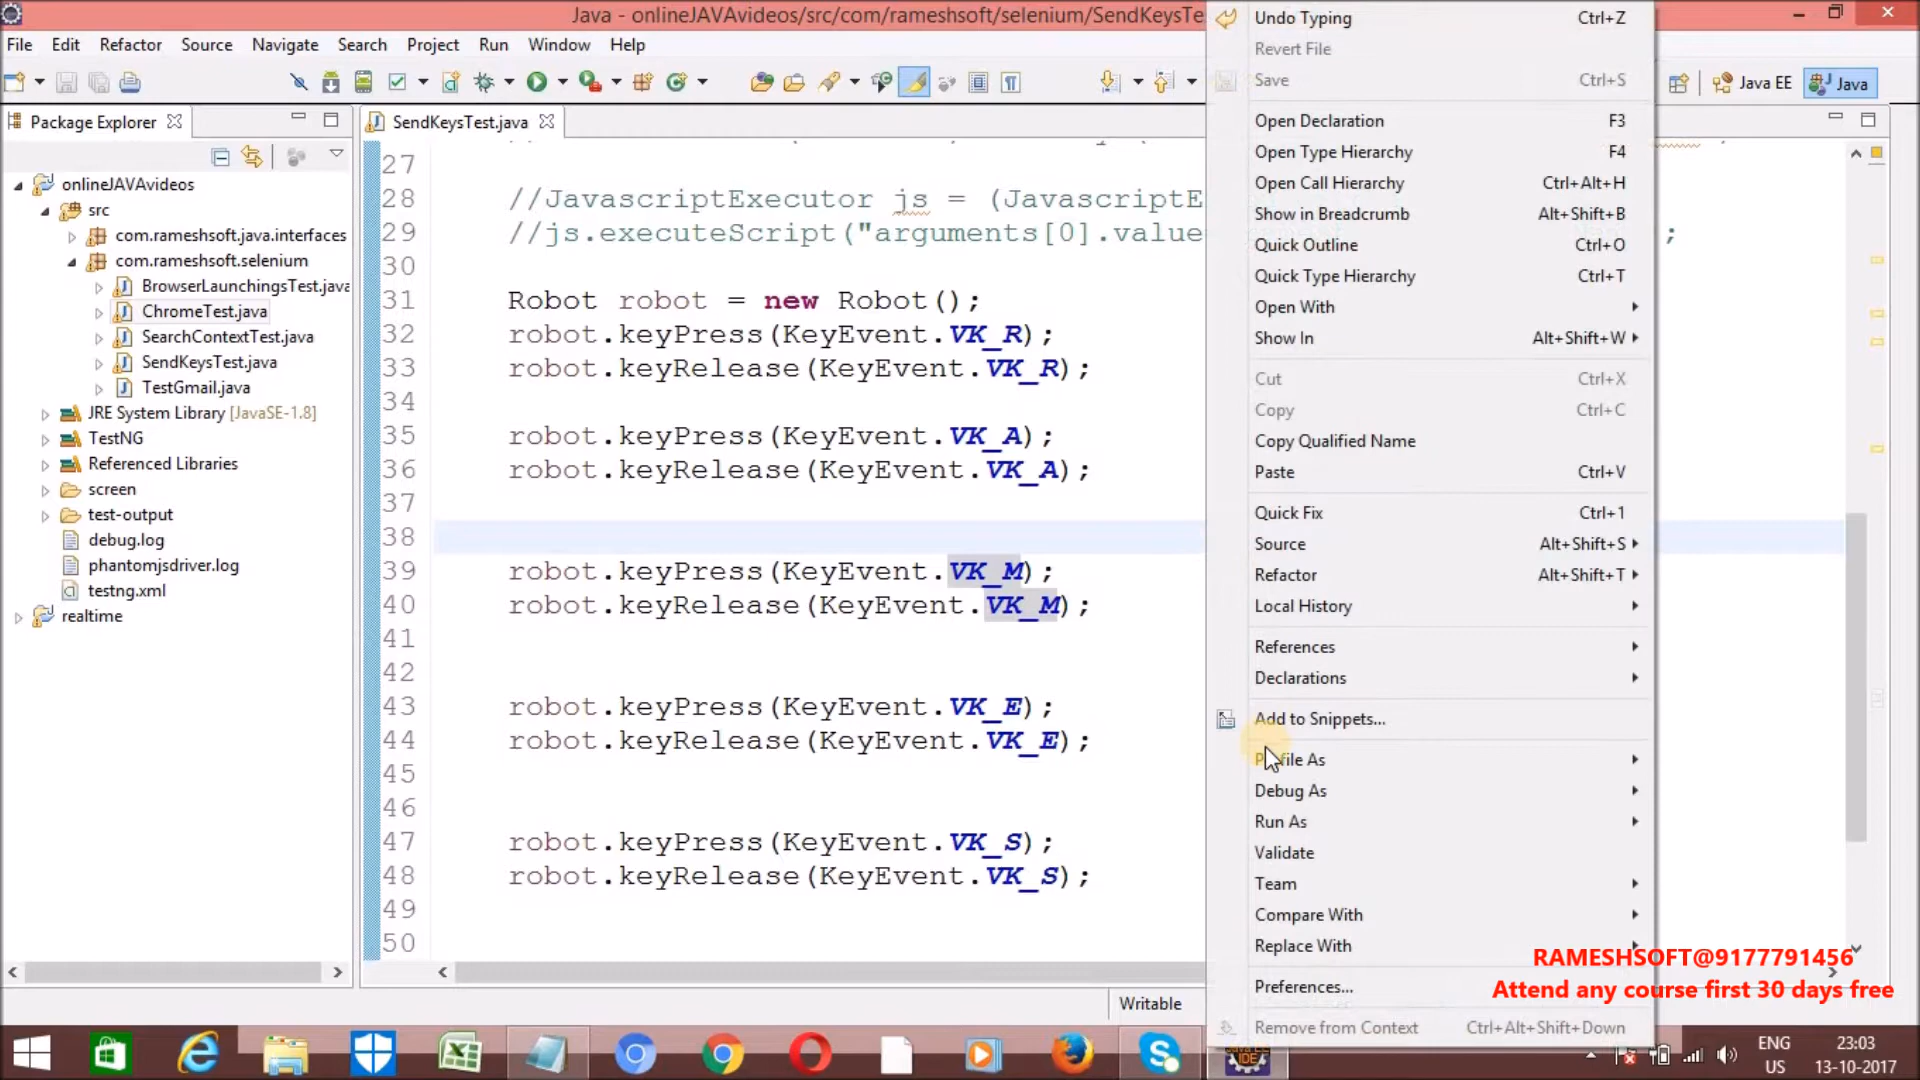 Java - onlineJAVAvideos/src/com/rameshsoft/selenium/SendKeysTe
File Edit Refactor Source Navigate Search Project Run Window Help
Java EE Java
Package Explorer
SendKeysTest.java
onlineJAVAvideos
src
com.rameshsoft.java.interfaces
com.rameshsoft.selenium
BrowserLaunchingsTest.java
ChromeTest.java
SearchContextTest.java
SendKeysTest.java
TestGmail.java
JRE System Library [JavaSE-1.8]
TestNG
Referenced Libraries
screen
test-output
debug.log
phantomjsdriver.log
testng.xml
realtime
27
28 //JavascriptExecutor js = (JavascriptE
29 //js.executeScript("arguments[0].value ;
30
31 Robot robot = new Robot();
32 robot.keyPress(KeyEvent.VK_R);
33 robot.keyRelease(KeyEvent.VK_R);
34
35 robot.keyPress(KeyEvent.VK_A);
36 robot.keyRelease(KeyEvent.VK_A);
37
38
39 robot.keyPress(KeyEvent.VK_M);
40 robot.keyRelease(KeyEvent.VK_M);
41
42
43 robot.keyPress(KeyEvent.VK_E);
44 robot.keyRelease(KeyEvent.VK_E);
45
46
47 robot.keyPress(KeyEvent.VK_S);
48 robot.keyRelease(KeyEvent.VK_S);
49
50
Undo Typing Ctrl+Z
Revert File
Save Ctrl+S
Open Declaration F3
Open Type Hierarchy F4
Open Call Hierarchy Ctrl+Alt+H
Show in Breadcrumb Alt+Shift+B
Quick Outline Ctrl+O
Quick Type Hierarchy Ctrl+T
Open With
Show In Alt+Shift+W
Cut Ctrl+X
Copy Ctrl+C
Copy Qualified Name
Paste Ctrl+V
Quick Fix Ctrl+1
Source Alt+Shift+S
Refactor Alt+Shift+T
Local History
References
Declarations
Add to Snippets...
Profile As
Debug As
Run As
Validate
Team
Compare With
Replace With
Preferences...
Remove from Context Ctrl+Alt+Shift+Down
RAMESHSOFT@9177791456
Attend any course first 30 days free
Writable
ENG 23:03
US 13-10-2017